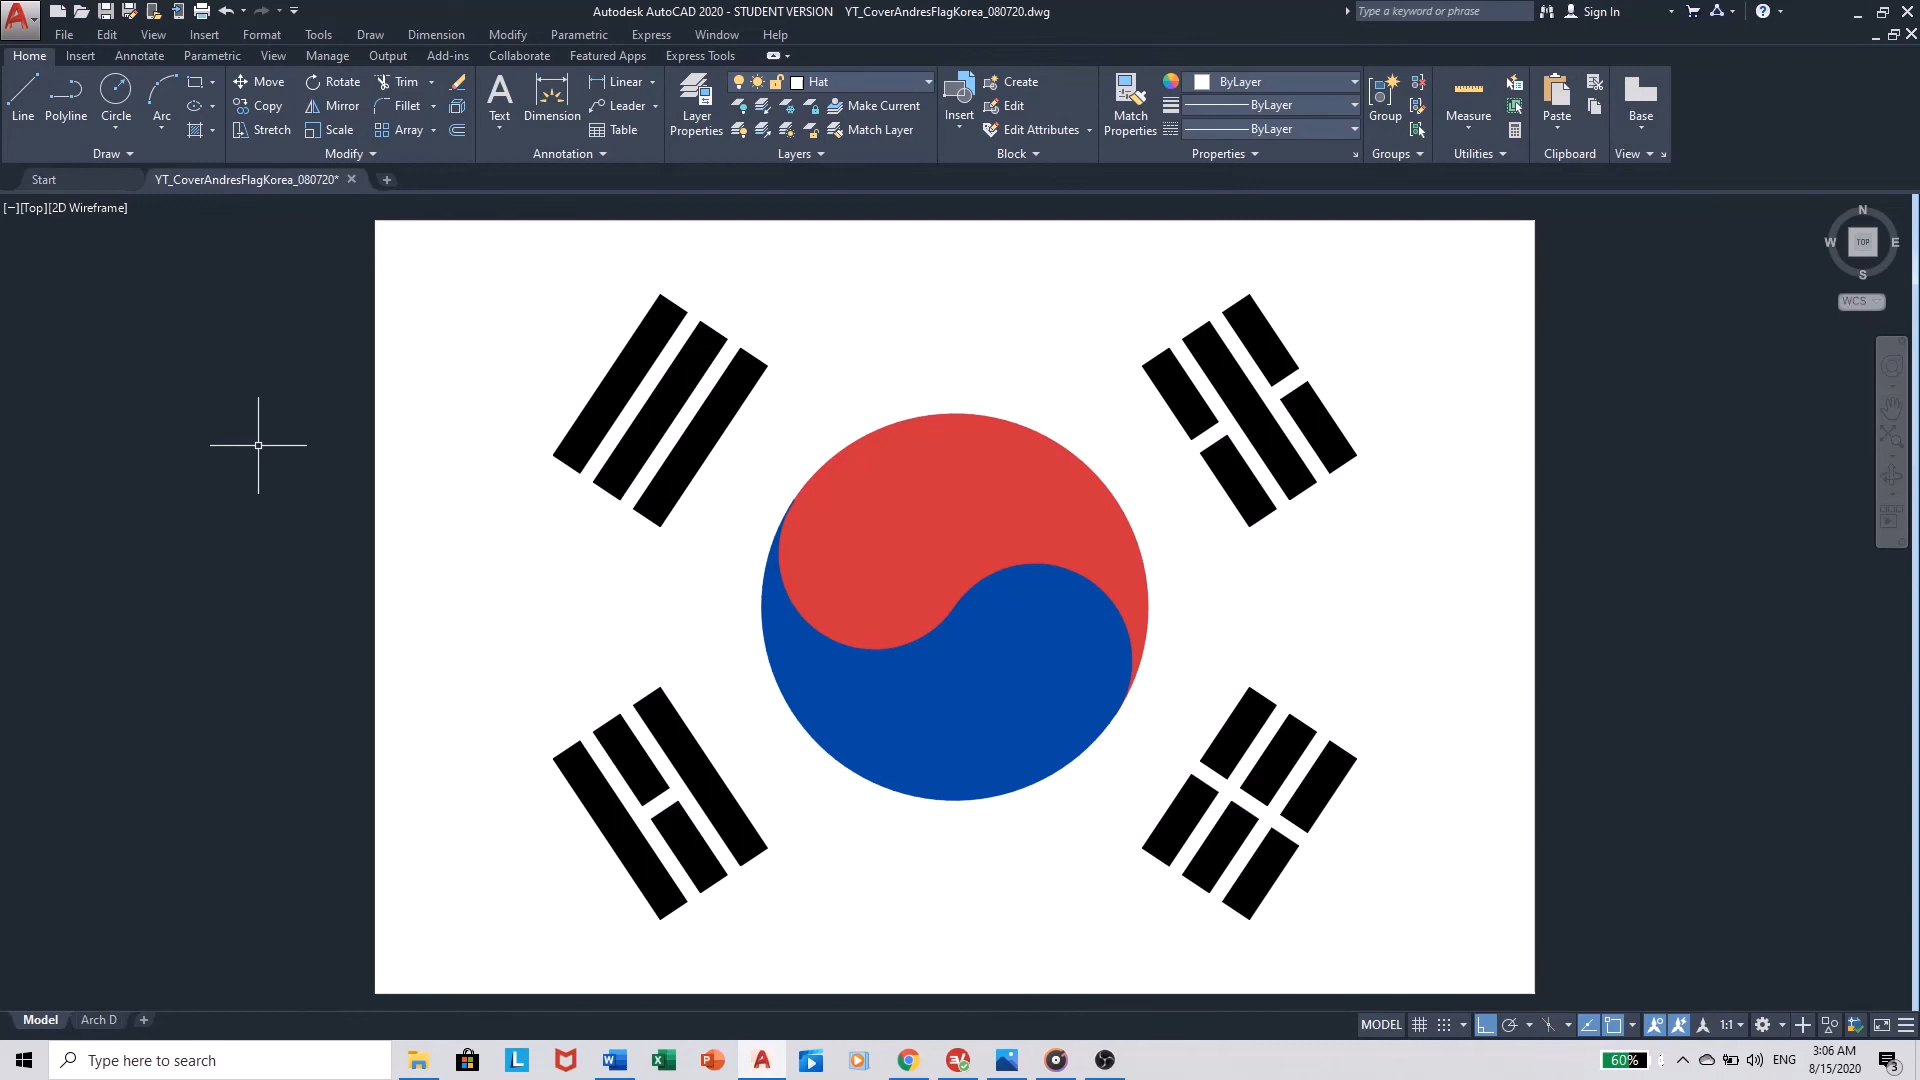 Autodesk AutoCAD 2020 - STUDENT VERSION YT_CoverAndresFlagKorea_080720.dwg
Type a keyword or phrase
Sign In
File Edit View Insert Format Tools Draw Dimension Modify Parametric Express Window Help
Home Insert Annotate Parametric View Manage Output Add-ins Collaborate Featured Apps Express Tools
Line
Polyline
Circle
Arc
Draw
Move Rotate Trim
Copy Mirror Fillet
Stretch Scale Array
Modify
Text
Dimension
Linear
Leader
Table
Annotation
Layer
Properties
Hat
Make Current
Match Layer
Layers
Insert
Create
Edit
Edit Attributes
Block
Match
Properties
ByLayer
ByLayer
ByLayer
Properties
Group
Groups
Measure
Utilities
Paste
Clipboard
Base
View
Start
YT_CoverAndresFlagKorea_080720*
[−][Top][2D Wireframe]
N
W
TOP
E
S
WCS
Model
Arch D
MODEL
1:1
Type here to search
60%
ENG
3:06 AM
8/15/2020
3